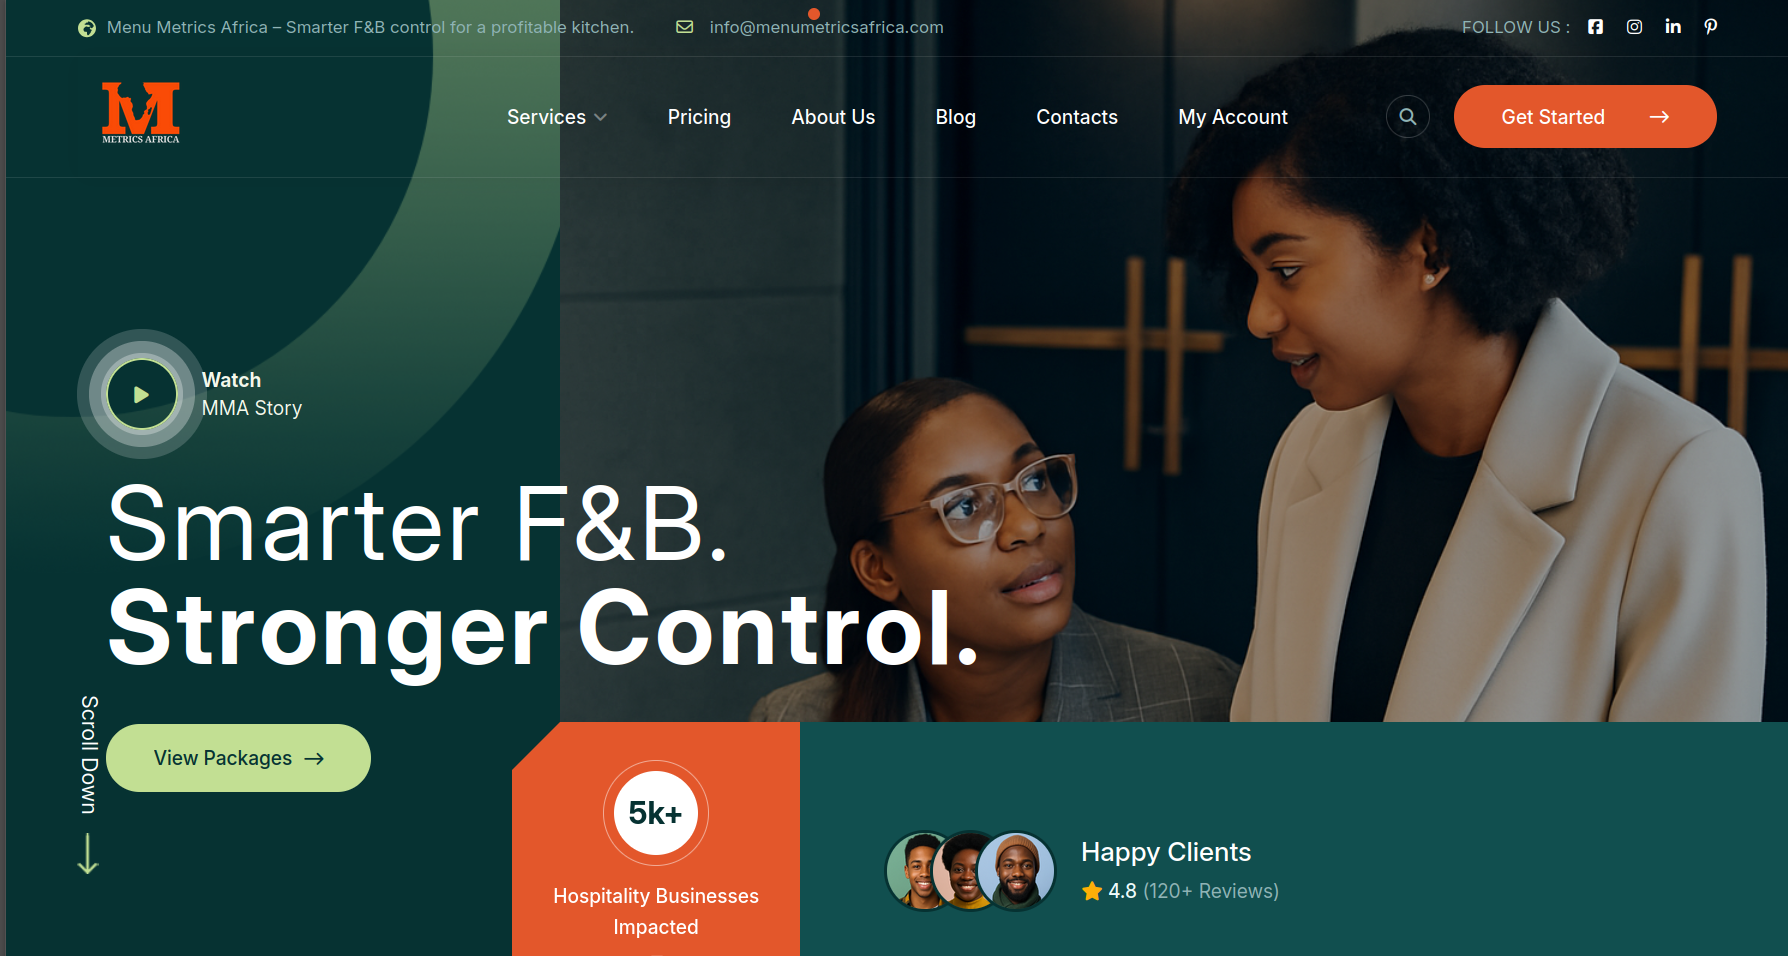 Menu Metrics Africa – Smarter F&B control for a profitable kitchen.
info@menumetricsafrica.com
FOLLOW US :
M
METRICS AFRICA
Services
Pricing
About Us
Blog
Contacts
My Account
Get Started
Watch
MMA Story
Smarter F&B.
Stronger Control.
Scroll Down
View Packages
5k+
Hospitality Businesses
Impacted
Happy Clients
4.8 (120+ Reviews)